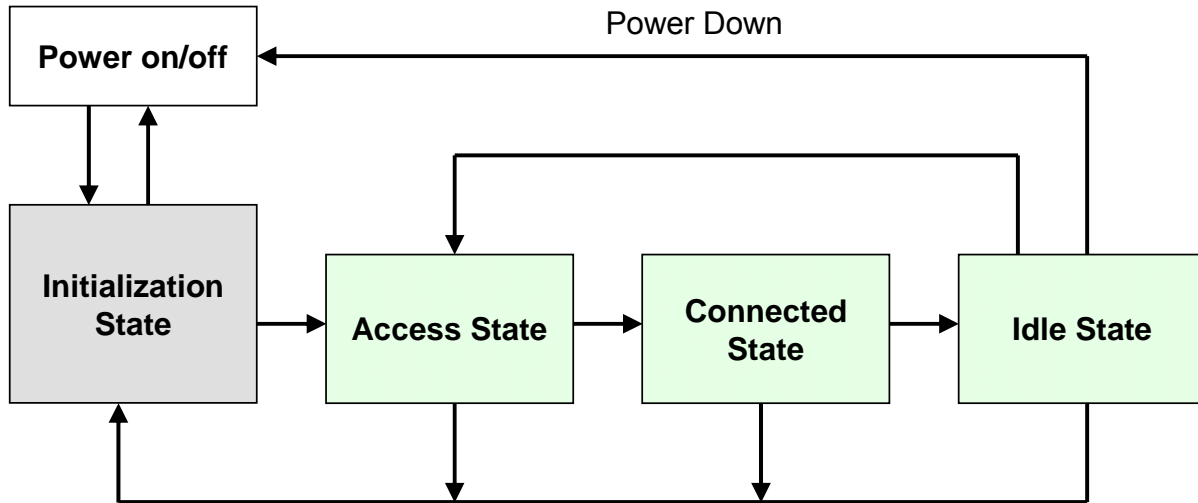 Power Down
Power on/off
Initialization
State
Access State
Connected
State
Idle State